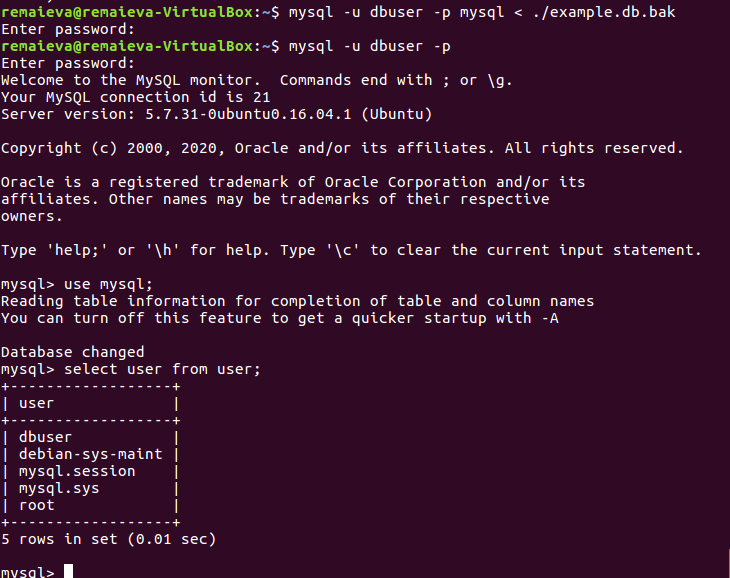 remaieva@remaieva-VirtualBox:~$ mysql -u dbuser -p mysql < ./example.db.bak
Enter password:
remaieva@remaieva-VirtualBox:~$ mysql -u dbuser -p
Enter password:
Welcome to the MySQL monitor.  Commands end with ; or \g.
Your MySQL connection id is 21
Server version: 5.7.31-0ubuntu0.16.04.1 (Ubuntu)

Copyright (c) 2000, 2020, Oracle and/or its affiliates. All rights reserved.

Oracle is a registered trademark of Oracle Corporation and/or its
affiliates. Other names may be trademarks of their respective
owners.

Type 'help;' or '\h' for help. Type '\c' to clear the current input statement.

mysql> use mysql;
Reading table information for completion of table and column names
You can turn off this feature to get a quicker startup with -A

Database changed
mysql> select user from user;
+------------------+
| user             |
+------------------+
| dbuser           |
| debian-sys-maint |
| mysql.session    |
| mysql.sys        |
| root             |
+------------------+
5 rows in set (0.01 sec)

mysql>